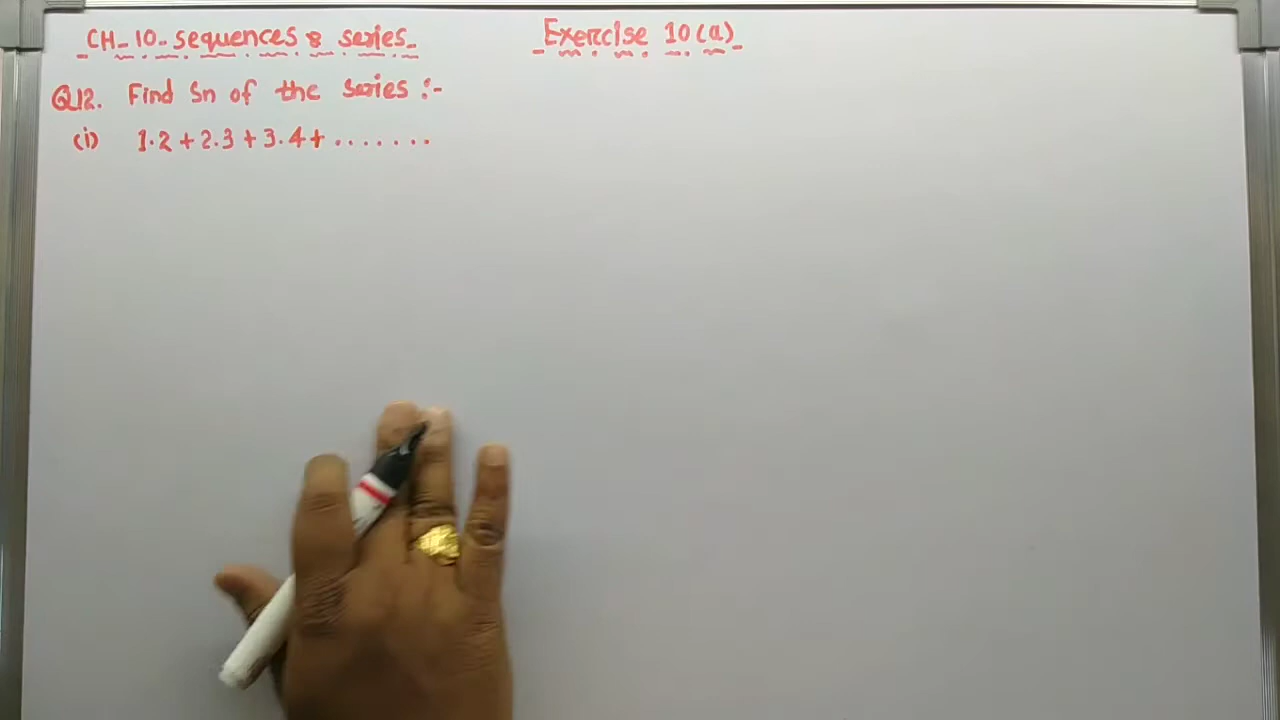 CH-10-sequences & series-
Exercise 10(a)
Q12. Find Sn of the series :-
(i) 1.2 + 2.3 + 3.4 + .......